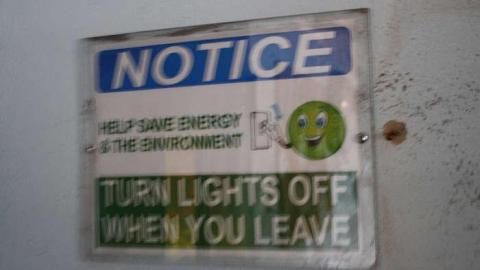 NOTICE
HELP SAVE ENERGY
& THE ENVIRONMENT
TURN LIGHTS OFF
WHEN YOU LEAVE